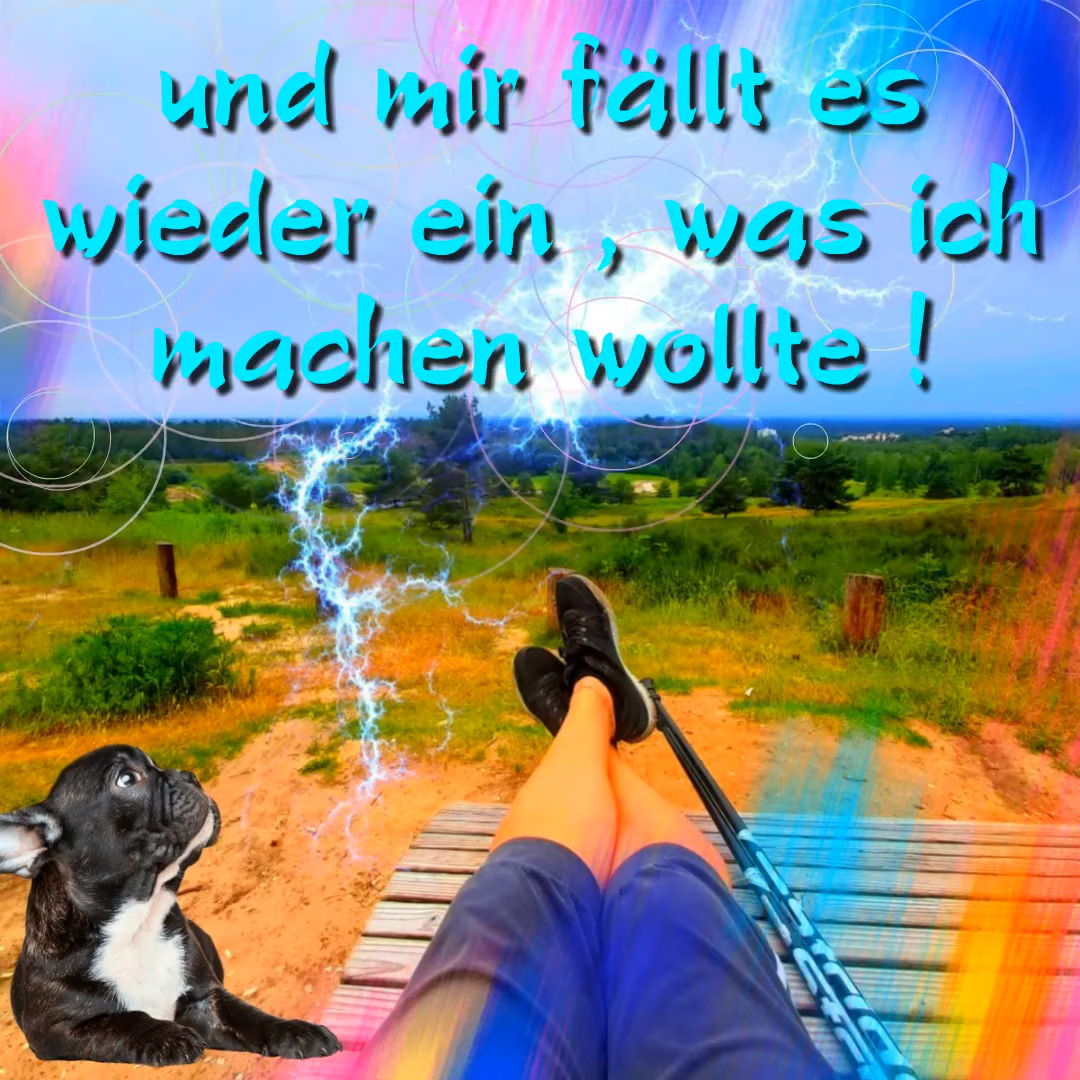 und mir fällt es
wieder ein , was ich
machen wollte !